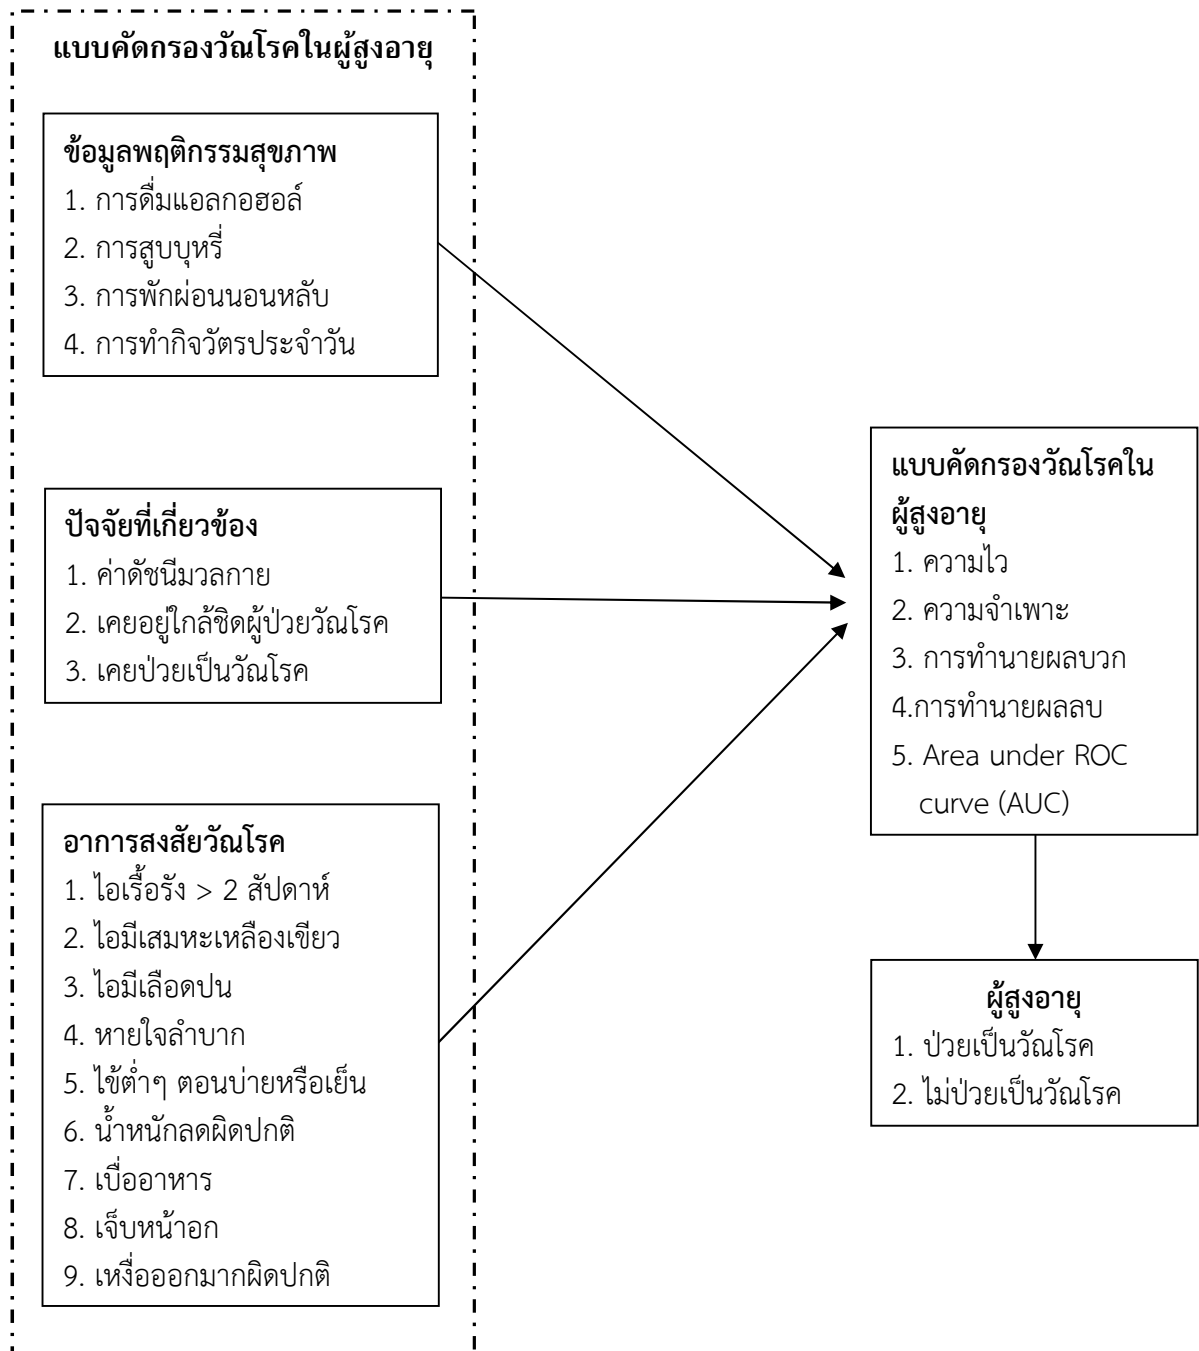 แบบคัดกรองวัณโรคในผู้สูงอายุ
ข้อมูลพฤติกรรมสุขภาพ
1. การดื่มแอลกอฮอล์
2. การสูบบุหรี่
3. การพักผ่อนนอนหลับ
4. การทำกิจวัตรประจำวัน
ปัจจัยที่เกี่ยวข้อง
1. ค่าดัชนีมวลกาย
2. เคยอยู่ใกล้ชิดผู้ป่วยวัณโรค
3. เคยป่วยเป็นวัณโรค
อาการสงสัยวัณโรค
1. ไอเรื้อรัง > 2 สัปดาห์
2. ไอมีเสมหะเหลืองเขียว
3. ไอมีเลือดปน
4. หายใจลำบาก
5. ไข้ต่ำๆ ตอนบ่ายหรือเย็น
6. น้ำหนักลดผิดปกติ
7. เบื่ออาหาร
8. เจ็บหน้าอก
9. เหงื่อออกมากผิดปกติ
แบบคัดกรองวัณโรคใน
ผู้สูงอายุ
1. ความไว
2. ความจำเพาะ
3. การทำนายผลบวก
4.การทำนายผลลบ
5. Area under ROC
curve (AUC)
ผู้สูงอายุ
1. ป่วยเป็นวัณโรค
2. ไม่ป่วยเป็นวัณโรค